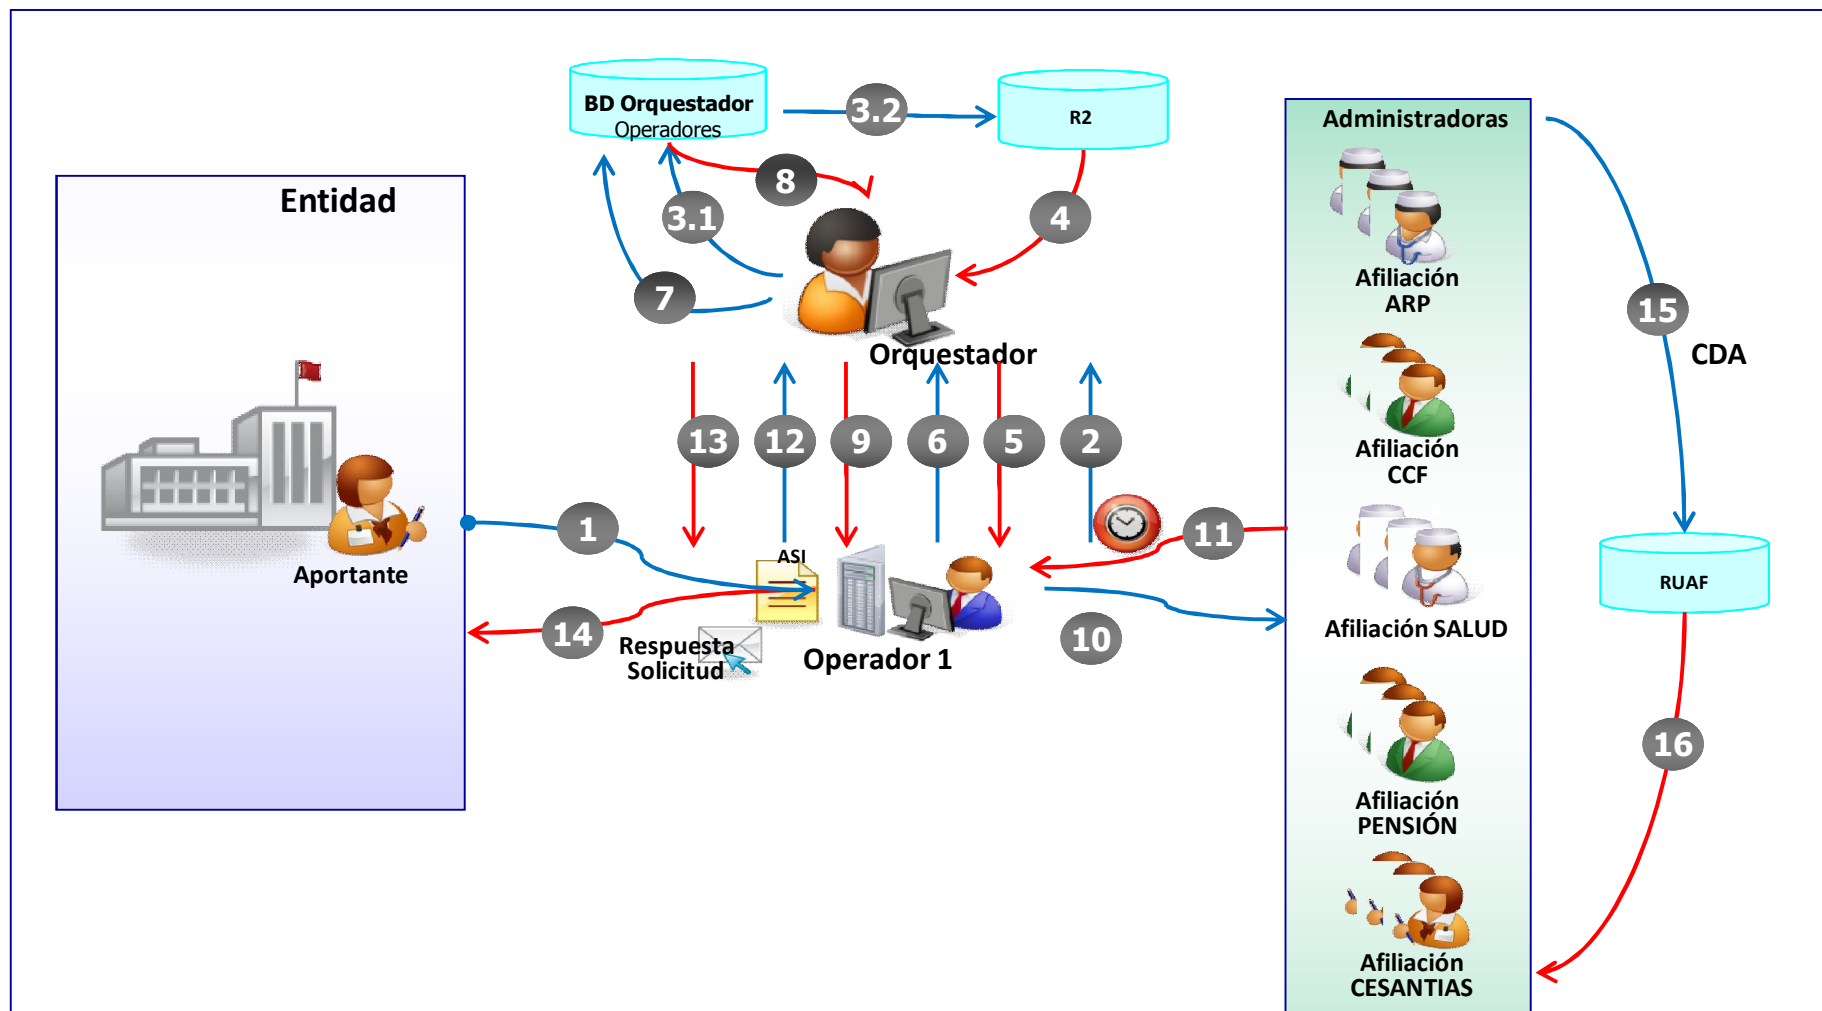 BD Orquestador
Operadores
3.2
R2
Administradoras
8
3.1
4
Entidad
7
Afiliación
ARP
15
Orquestador
CDA
13
12
9
6
5
2
Afiliación
CCF
1
11
ASI
Aportante
RUAF
14
10
Afiliación SALUD
Respuesta
Solicitud
Operador 1
16
Afiliación
PENSIÓN
Afiliación
CESANTIAS